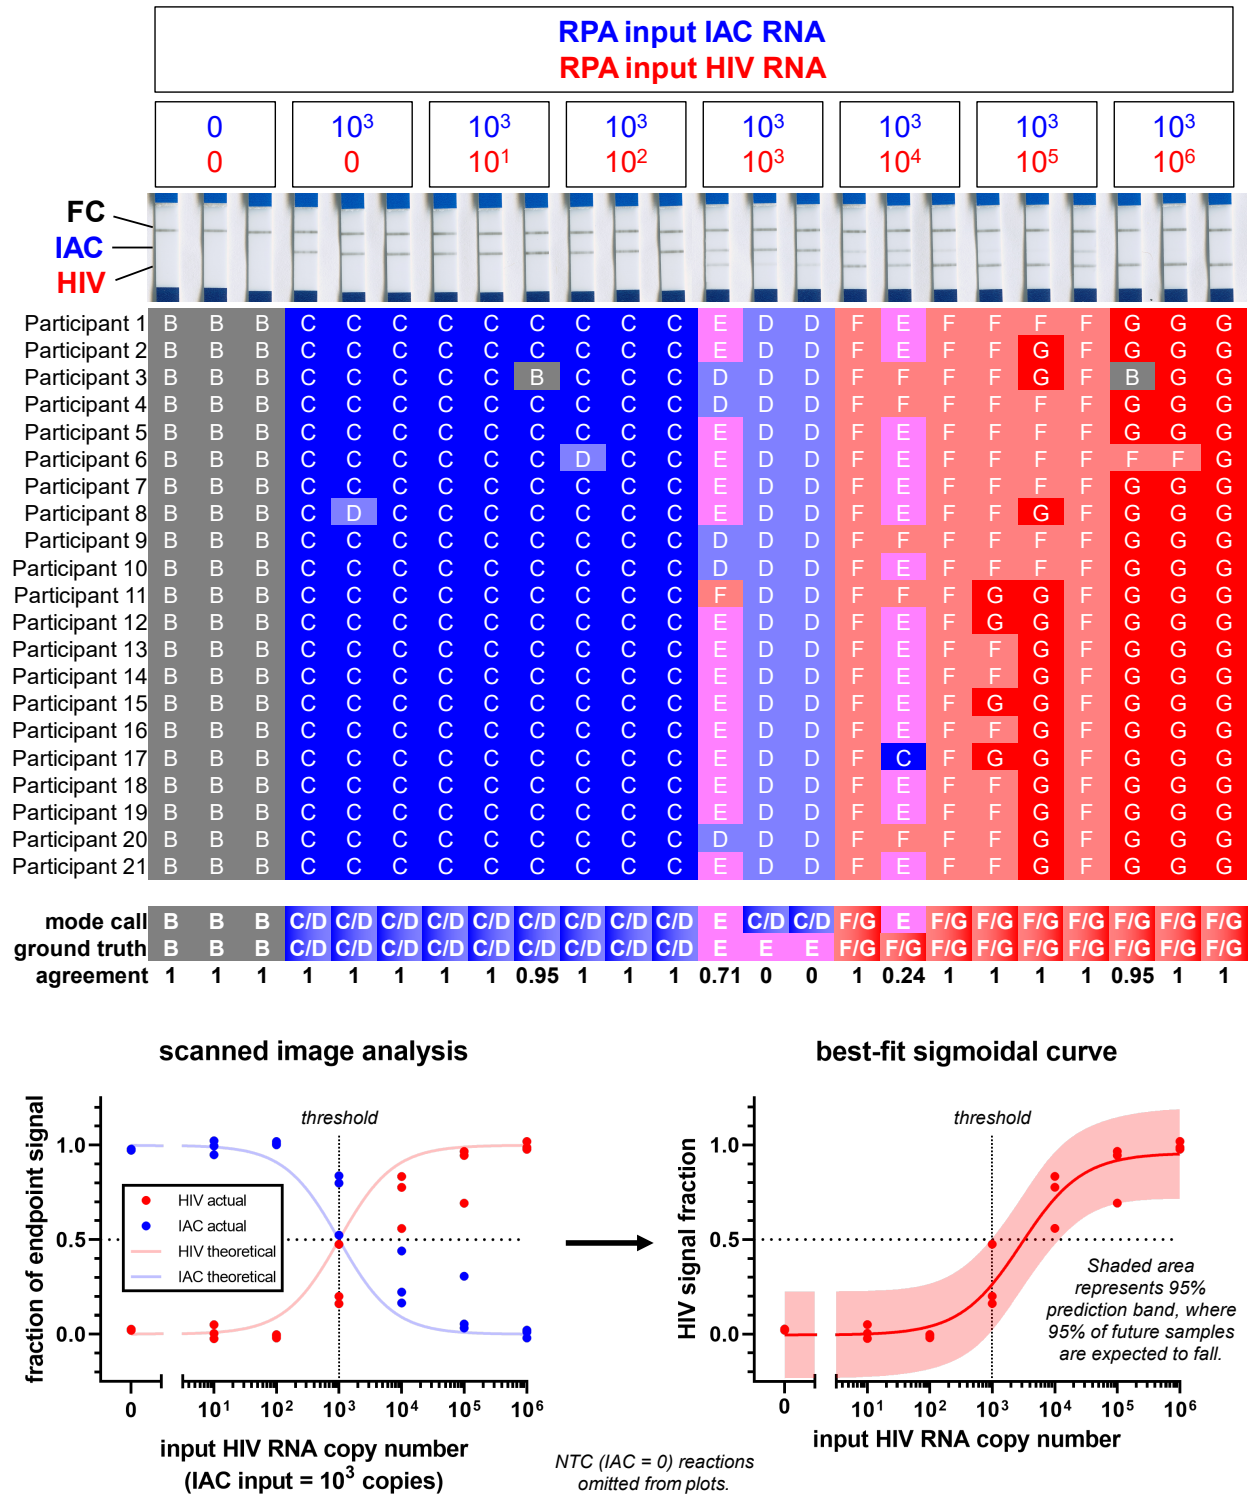 RPA input IAC RNA
RPA input HIV RNA
0 10³ 10³ 10³ 10³ 10³ 10³ 10³
0 0 10¹ 10² 10³ 10⁴ 10⁵ 10⁶
FC
IAC
HIV
Participant 1 B B B C C C C C C C C C E D D F E F F F F G G G
Participant 2 B B B C C C C C C C C C E D D F E F F G F G G G
Participant 3 B B B C C C C C B C C C D D D F F F F G F B G G
Participant 4 B B B C C C C C C C C C D D D F F F F F F G G G
Participant 5 B B B C C C C C C C C C E D D F E F F F F G G G
Participant 6 B B B C C C C C C D C C E D D F E F F F F F F G
Participant 7 B B B C C C C C C C C C E D D F E F F F F G G G
Participant 8 B B B C D C C C C C C C E D D F E F F G F G G G
Participant 9 B B B C C C C C C C C C D D D F F F F F F G G G
Participant 10 B B B C C C C C C C C C D D D F E F F F F G G G
Participant 11 B B B C C C C C C C C C F D D F F F G G F G G G
Participant 12 B B B C C C C C C C C C E D D F E F G G F G G G
Participant 13 B B B C C C C C C C C C E D D F E F F G F G G G
Participant 14 B B B C C C C C C C C C E D D F E F F G F G G G
Participant 15 B B B C C C C C C C C C E D D F E F G G F G G G
Participant 16 B B B C C C C C C C C C E D D F E F F G F G G G
Participant 17 B B B C C C C C C C C C E D D F C F G G F G G G
Participant 18 B B B C C C C C C C C C E D D F E F F G F G G G
Participant 19 B B B C C C C C C C C C E D D F E F F G F G G G
Participant 20 B B B C C C C C C C C C D D D F F F F G F G G G
Participant 21 B B B C C C C C C C C C E D D F E F F G F G G G
mode call B B B C/D C/D C/D C/D C/D C/D C/D C/D C/D E C/D C/D F/G E F/G F/G F/G F/G F/G F/G F/G
ground truth B B B C/D C/D C/D C/D C/D C/D C/D C/D C/D E E E F/G F/G F/G F/G F/G F/G F/G F/G F/G
agreement 1 1 1 1 1 1 1 1 0.95 1 1 1 0.71 0 0 1 0.24 1 1 1 1 0.95 1 1
scanned image analysis
fraction of endpoint signal
1.0
0.5
0.0
threshold
HIV actual
IAC actual
HIV theoretical
IAC theoretical
0 10¹ 10² 10³ 10⁴ 10⁵ 10⁶
input HIV RNA copy number
(IAC input = 10³ copies)
NTC (IAC = 0) reactions
omitted from plots.
best-fit sigmoidal curve
HIV signal fraction
1.0
0.5
0.0
threshold
Shaded area
represents 95%
prediction band, where
95% of future samples
are expected to fall.
0 10¹ 10² 10³ 10⁴ 10⁵ 10⁶
input HIV RNA copy number